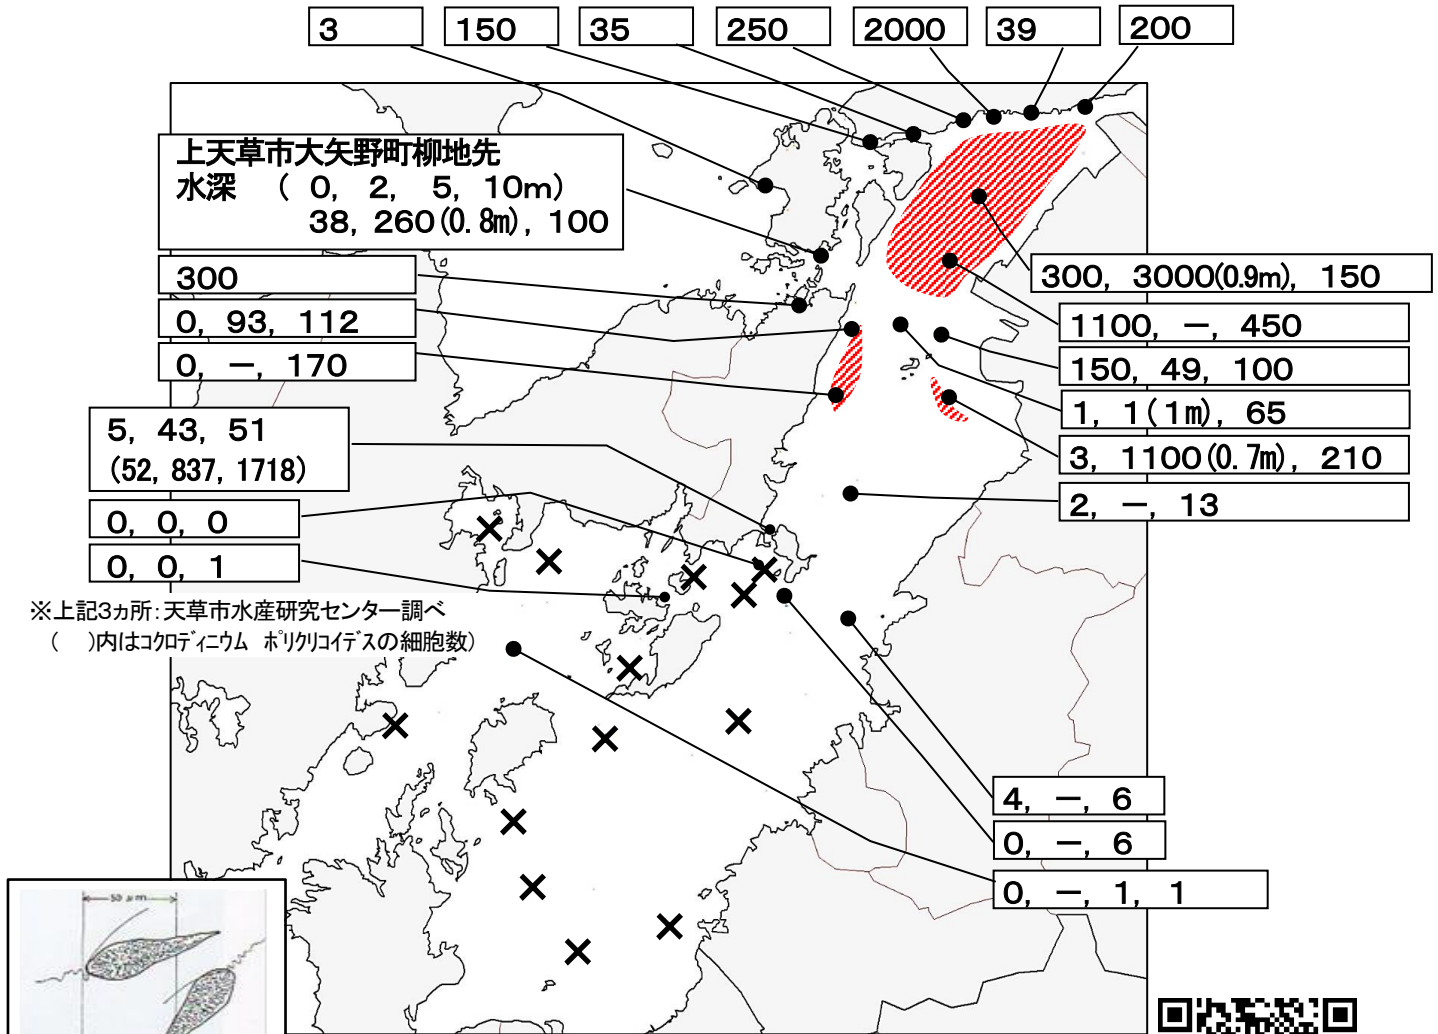 3
150
35
250
2000
39
200
上天草市大矢野町柳地先
水深 ( 0, 2, 5, 10m)
38, 260(0.8m), 100
300
0, 93, 112
0, －, 170
5, 43, 51
(52, 837, 1718)
0, 0, 0
0, 0, 1
※上記3ヵ所：天草市水産研究センター調べ
( )内はコクロディニウム ポリクリコイデスの細胞数)
300, 3000(0.9m), 150
1100, －, 450
150, 49, 100
1, 1(1m), 65
3, 1100(0.7m), 210
2, －, 13
4, －, 6
0, －, 6
0, －, 1, 1
50 μm